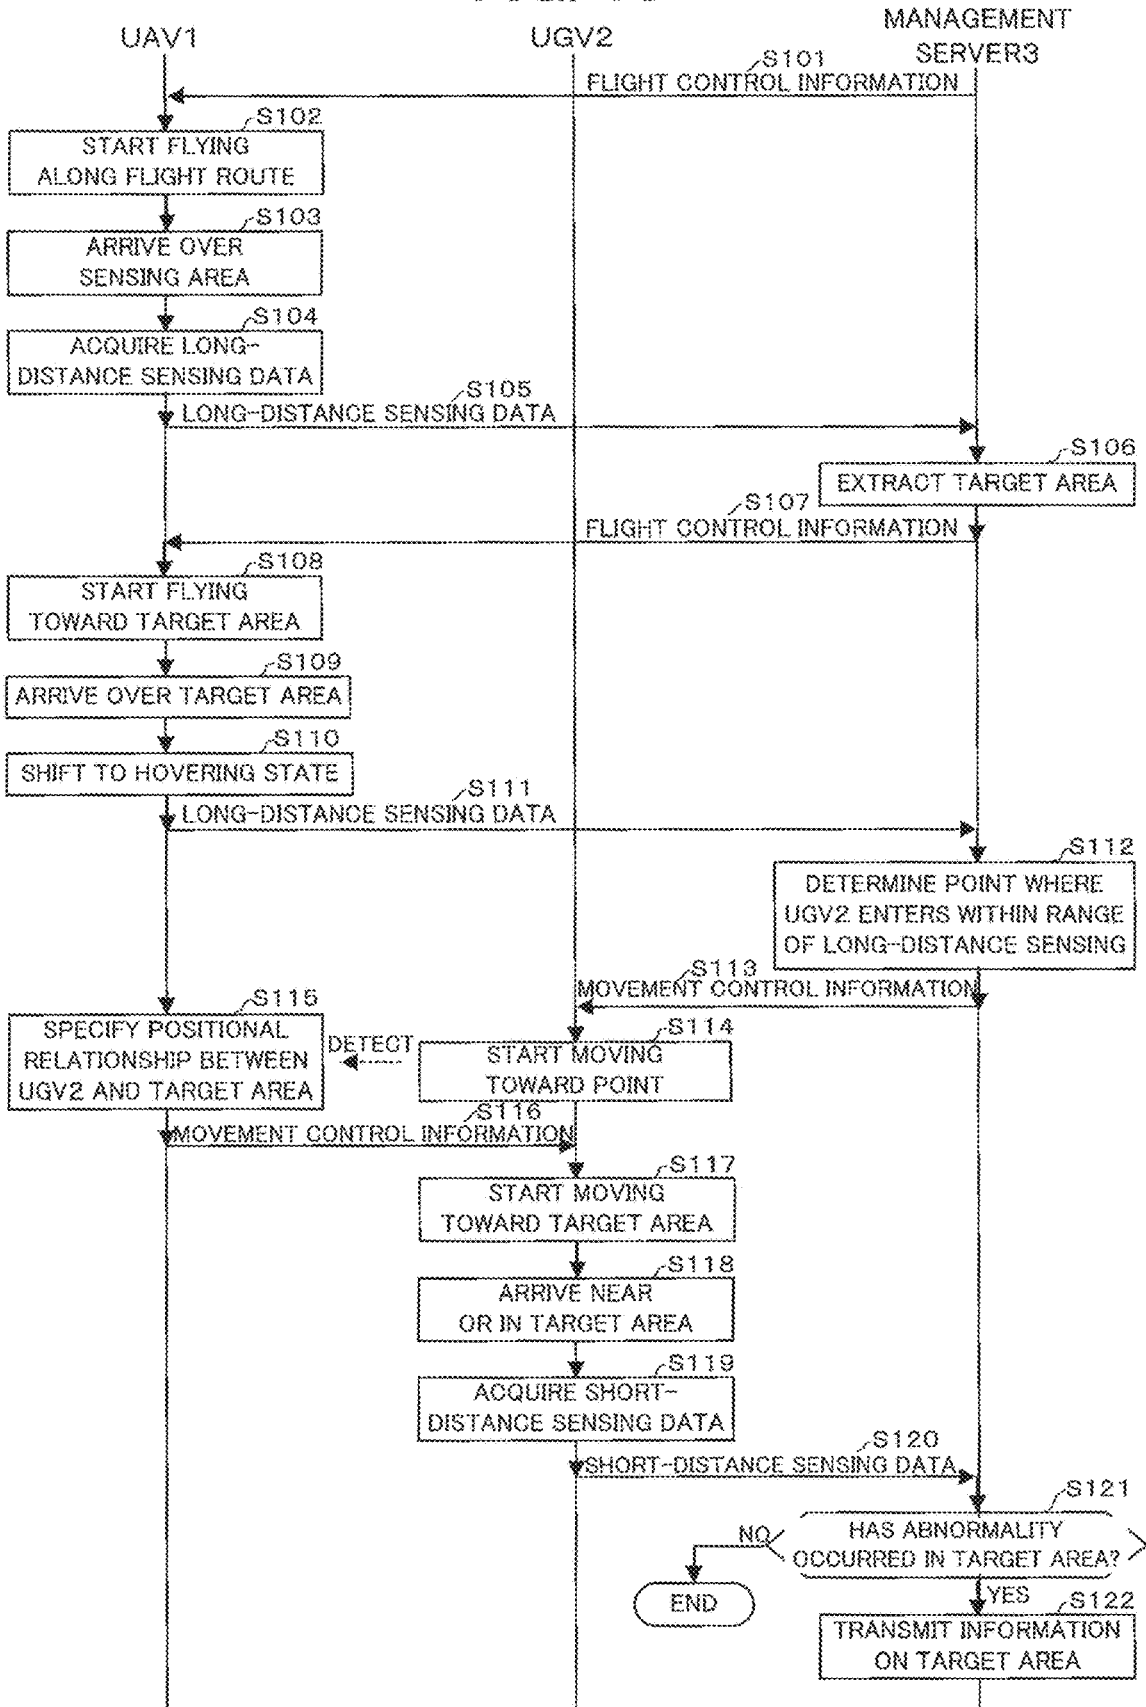 UAV1
UGV2
MANAGEMENT
SERVER3
S101
FLIGHT CONTROL INFORMATION
S102
START FLYING
ALONG FLIGHT ROUTE
S103
ARRIVE OVER
SENSING AREA
S104
ACQUIRE LONG-
DISTANCE SENSING DATA
S105
LONG-DISTANCE SENSING DATA
S106
EXTRACT TARGET AREA
S107
FLIGHT CONTROL INFORMATION
S108
START FLYING
TOWARD TARGET AREA
S109
ARRIVE OVER TARGET AREA
S110
SHIFT TO HOVERING STATE
S111
LONG-DISTANCE SENSING DATA
S112
DETERMINE POINT WHERE
UGV2 ENTERS WITHIN RANGE
OF LONG-DISTANCE SENSING
S113
MOVEMENT CONTROL INFORMATION
S114
START MOVING
TOWARD POINT
S115
SPECIFY POSITIONAL
RELATIONSHIP BETWEEN
UGV2 AND TARGET AREA
DETECT
S116
MOVEMENT CONTROL INFORMATION
S117
START MOVING
TOWARD TARGET AREA
S118
ARRIVE NEAR
OR IN TARGET AREA
S119
ACQUIRE SHORT-
DISTANCE SENSING DATA
S120
SHORT-DISTANCE SENSING DATA
S121
HAS ABNORMALITY
OCCURRED IN TARGET AREA?
NO
END
YES
S122
TRANSMIT INFORMATION
ON TARGET AREA